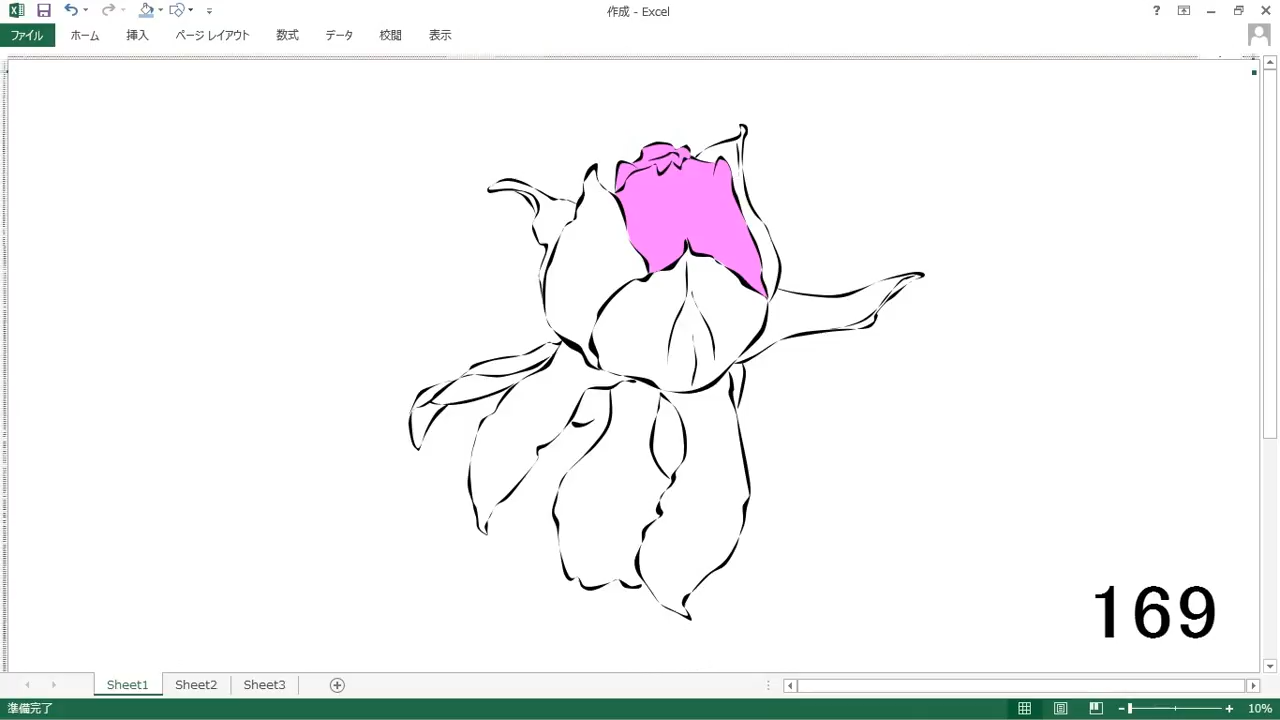 作成 - Excel
?
ファイル ホーム 挿入 ページ レイアウト 数式 データ 校閲 表示
169
Sheet1 Sheet2 Sheet3
準備完了
10%